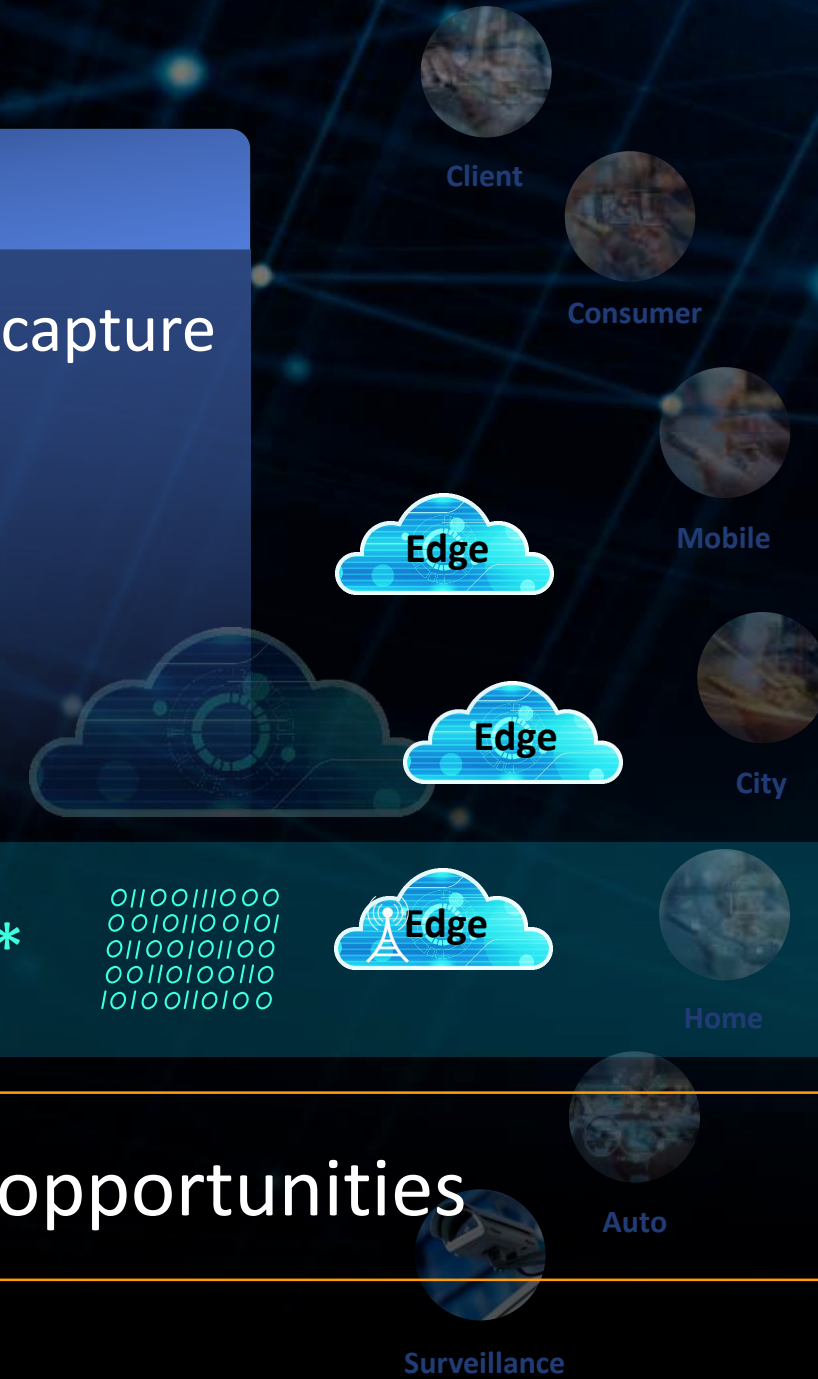 Client
Consumer
capture
Mobile
Edge
Edge
City
*
01100111000
00101100101
01100101100
00110100110
10100110100
Edge
Home
opportunities
Auto
Surveillance